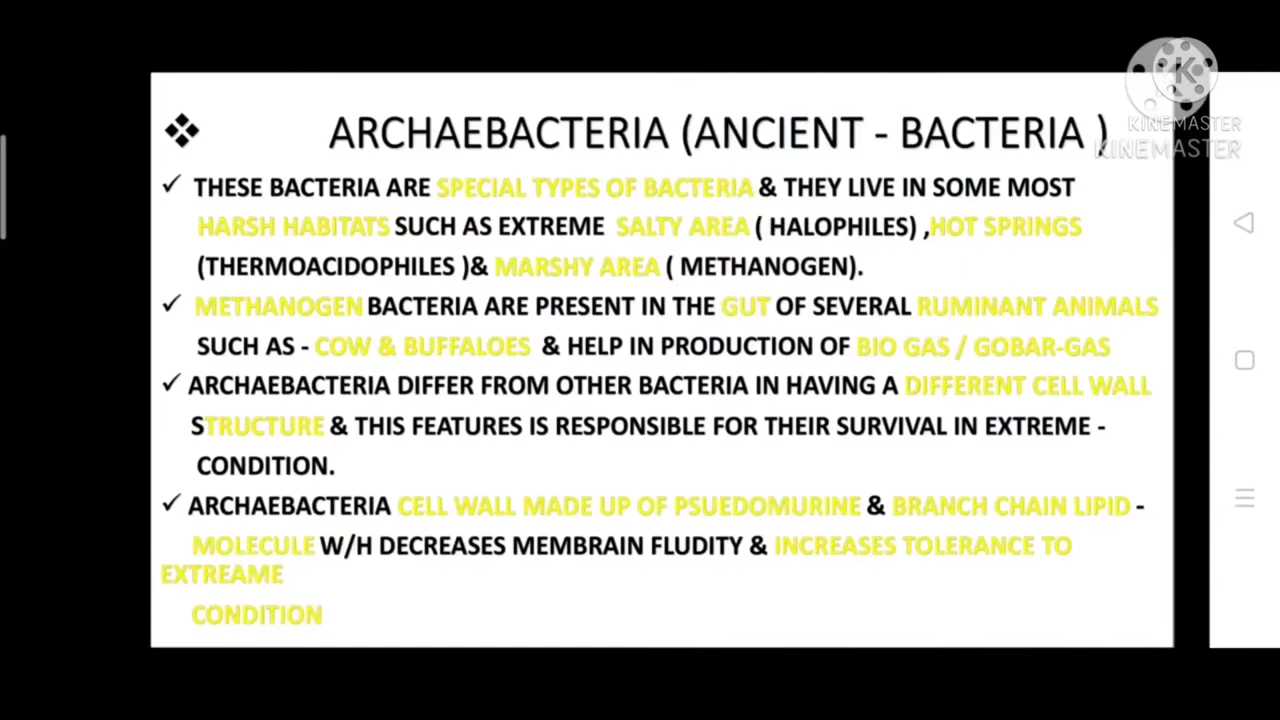 KINEMASTER
KINEMASTER
❖ ARCHAEBACTERIA (ANCIENT - BACTERIA )
✓ THESE BACTERIA ARE SPECIAL TYPES OF BACTERIA & THEY LIVE IN SOME MOST
HARSH HABITATS SUCH AS EXTREME SALTY AREA ( HALOPHILES) ,HOT SPRINGS
(THERMOACIDOPHILES )& MARSHY AREA ( METHANOGEN).
✓ METHANOGEN BACTERIA ARE PRESENT IN THE GUT OF SEVERAL RUMINANT ANIMALS
SUCH AS - COW & BUFFALOES & HELP IN PRODUCTION OF BIO GAS / GOBAR-GAS
✓ ARCHAEBACTERIA DIFFER FROM OTHER BACTERIA IN HAVING A DIFFERENT CELL WALL
STRUCTURE & THIS FEATURES IS RESPONSIBLE FOR THEIR SURVIVAL IN EXTREME -
CONDITION.
✓ ARCHAEBACTERIA CELL WALL MADE UP OF PSUEDOMURINE & BRANCH CHAIN LIPID -
MOLECULE W/H DECREASES MEMBRAIN FLUDITY & INCREASES TOLERANCE TO
EXTREAME
CONDITION